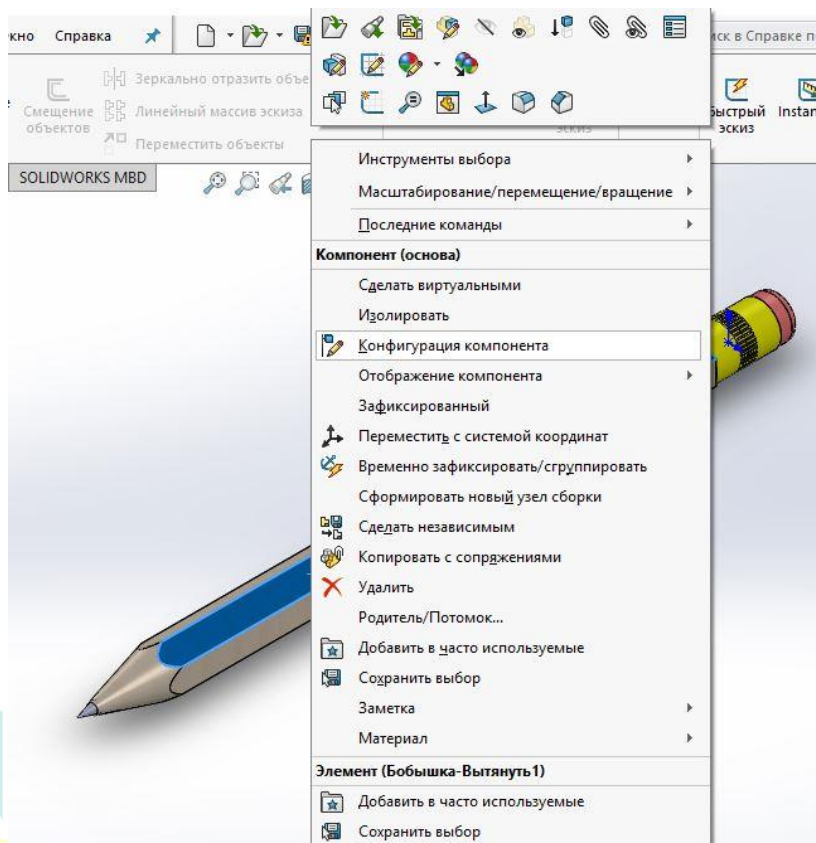 Справка
иск в Справке п
Зеркально отразить объе
Смещение объектов
Линейный массив эскиза
Переместить объекты
эскиз
быстрый эскиз
Instan
SOLIDWORKS MBD
Инструменты выбора
Масштабирование/перемещение/вращение
Последние команды
Компонент (основа)
Сделать виртуальными
Изолировать
Конфигурация компонента
Отображение компонента
Зафиксированный
Переместить с системой координат
Временно зафиксировать/сгруппировать
Сформировать новый узел сборки
Сделать независимым
Копировать с сопряжениями
Удалить
Родитель/Потомок...
Добавить в часто используемые
Сохранить выбор
Заметка
Материал
Элемент (Бобышка-Вытянуть1)
Добавить в часто используемые
Сохранить выбор